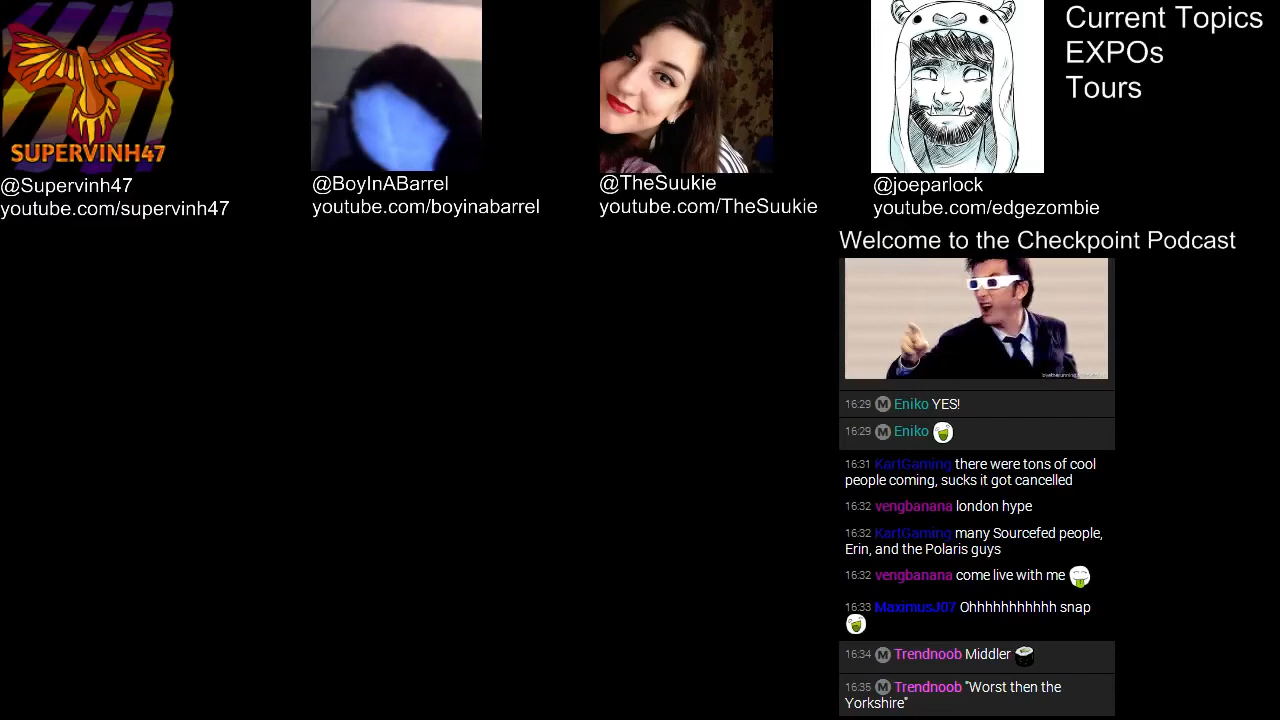 SUPERVINH47
@Supervinh47
youtube.com/supervinh47
@BoyInABarrel
youtube.com/boyinabarrel
@TheSuukie
youtube.com/TheSuukie
@joeparlock
youtube.com/edgezombie
Current Topics
EXPOs
Tours
Welcome to the Checkpoint Podcast
16:29 M Eniko YES!
16:29 M Eniko
16:31 KartGaming there were tons of cool
people coming, sucks it got cancelled
16:32 vengbanana london hype
16:32 KartGaming many Sourcefed people,
Erin, and the Polaris guys
16:32 vengbanana come live with me
16:33 MaximusJ07 Ohhhhhhhhhhh snap
16:34 M Trendnoob Middler
16:35 M Trendnoob "Worst then the
Yorkshire"